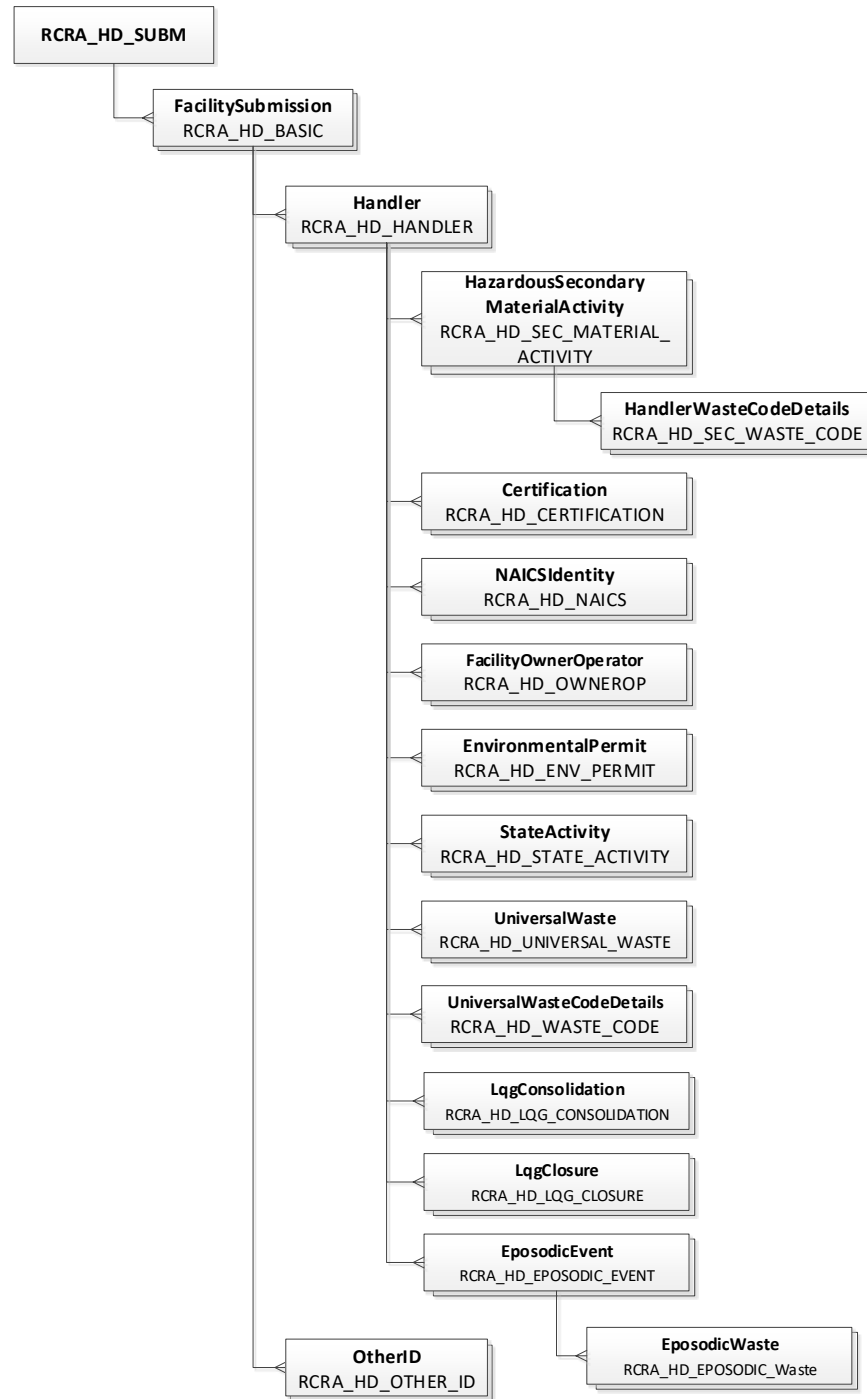 RCRA_HD_SUBM
FacilitySubmission
RCRA_HD_BASIC
Handler
RCRA_HD_HANDLER
HazardousSecondary
MaterialActivity
RCRA_HD_SEC_MATERIAL_
ACTIVITY
HandlerWasteCodeDetails
RCRA_HD_SEC_WASTE_CODE
Certification
RCRA_HD_CERTIFICATION
NAICSIdentity
RCRA_HD_NAICS
FacilityOwnerOperator
RCRA_HD_OWNEROP
EnvironmentalPermit
RCRA_HD_ENV_PERMIT
StateActivity
RCRA_HD_STATE_ACTIVITY
UniversalWaste
RCRA_HD_UNIVERSAL_WASTE
UniversalWasteCodeDetails
RCRA_HD_WASTE_CODE
LqgConsolidation
RCRA_HD_LQG_CONSOLIDATION
LqgClosure
RCRA_HD_LQG_CLOSURE
EposodicEvent
RCRA_HD_EPOSODIC_EVENT
EposodicWaste
RCRA_HD_EPOSODIC_Waste
OtherID
RCRA_HD_OTHER_ID